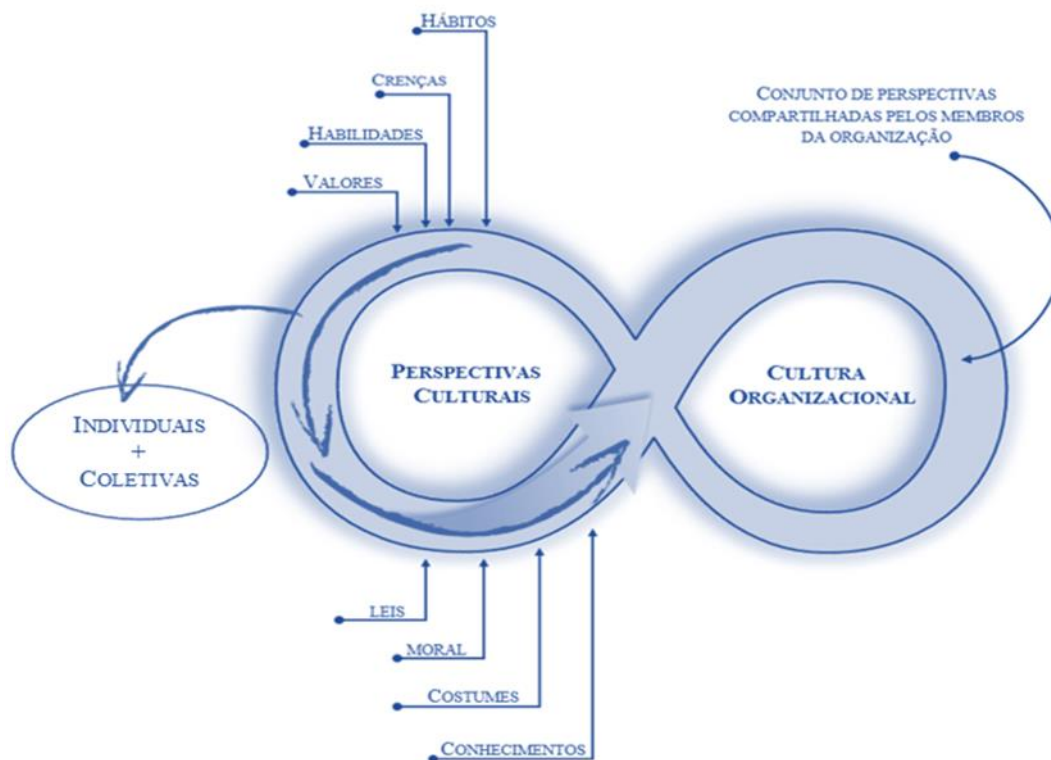 HÁBITOS
CRENÇAS
HABILIDADES
VALORES
CONJUNTO DE PERSPECTIVAS
COMPARTILHADAS PELOS MEMBROS
DA ORGANIZAÇÃO
PERSPECTIVAS
CULTURAIS
CULTURA
ORGANIZACIONAL
INDIVIDUAIS
+
COLETIVAS
LEIS
MORAL
COSTUMES
CONHECIMENTOS